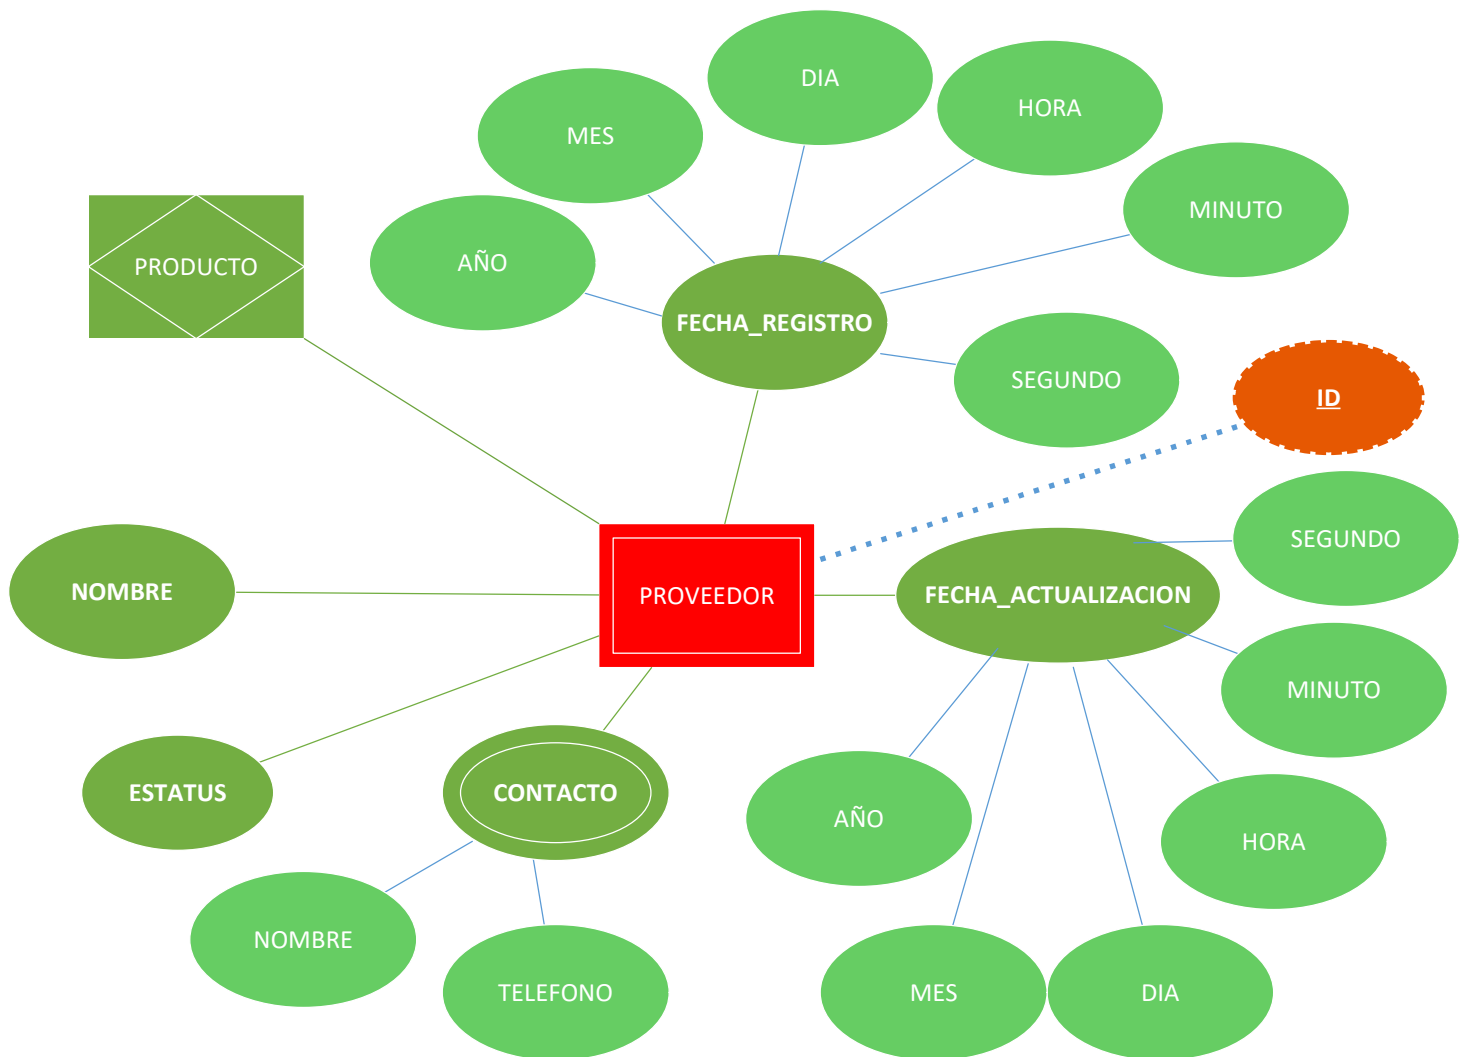 DIA
HORA
MES
MINUTO
AÑO
PRODUCTO
FECHA_REGISTRO
SEGUNDO
ID
SEGUNDO
NOMBRE
PROVEEDOR
FECHA_ACTUALIZACION
MINUTO
ESTATUS
CONTACTO
AÑO
HORA
NOMBRE
TELEFONO
MES
DIA